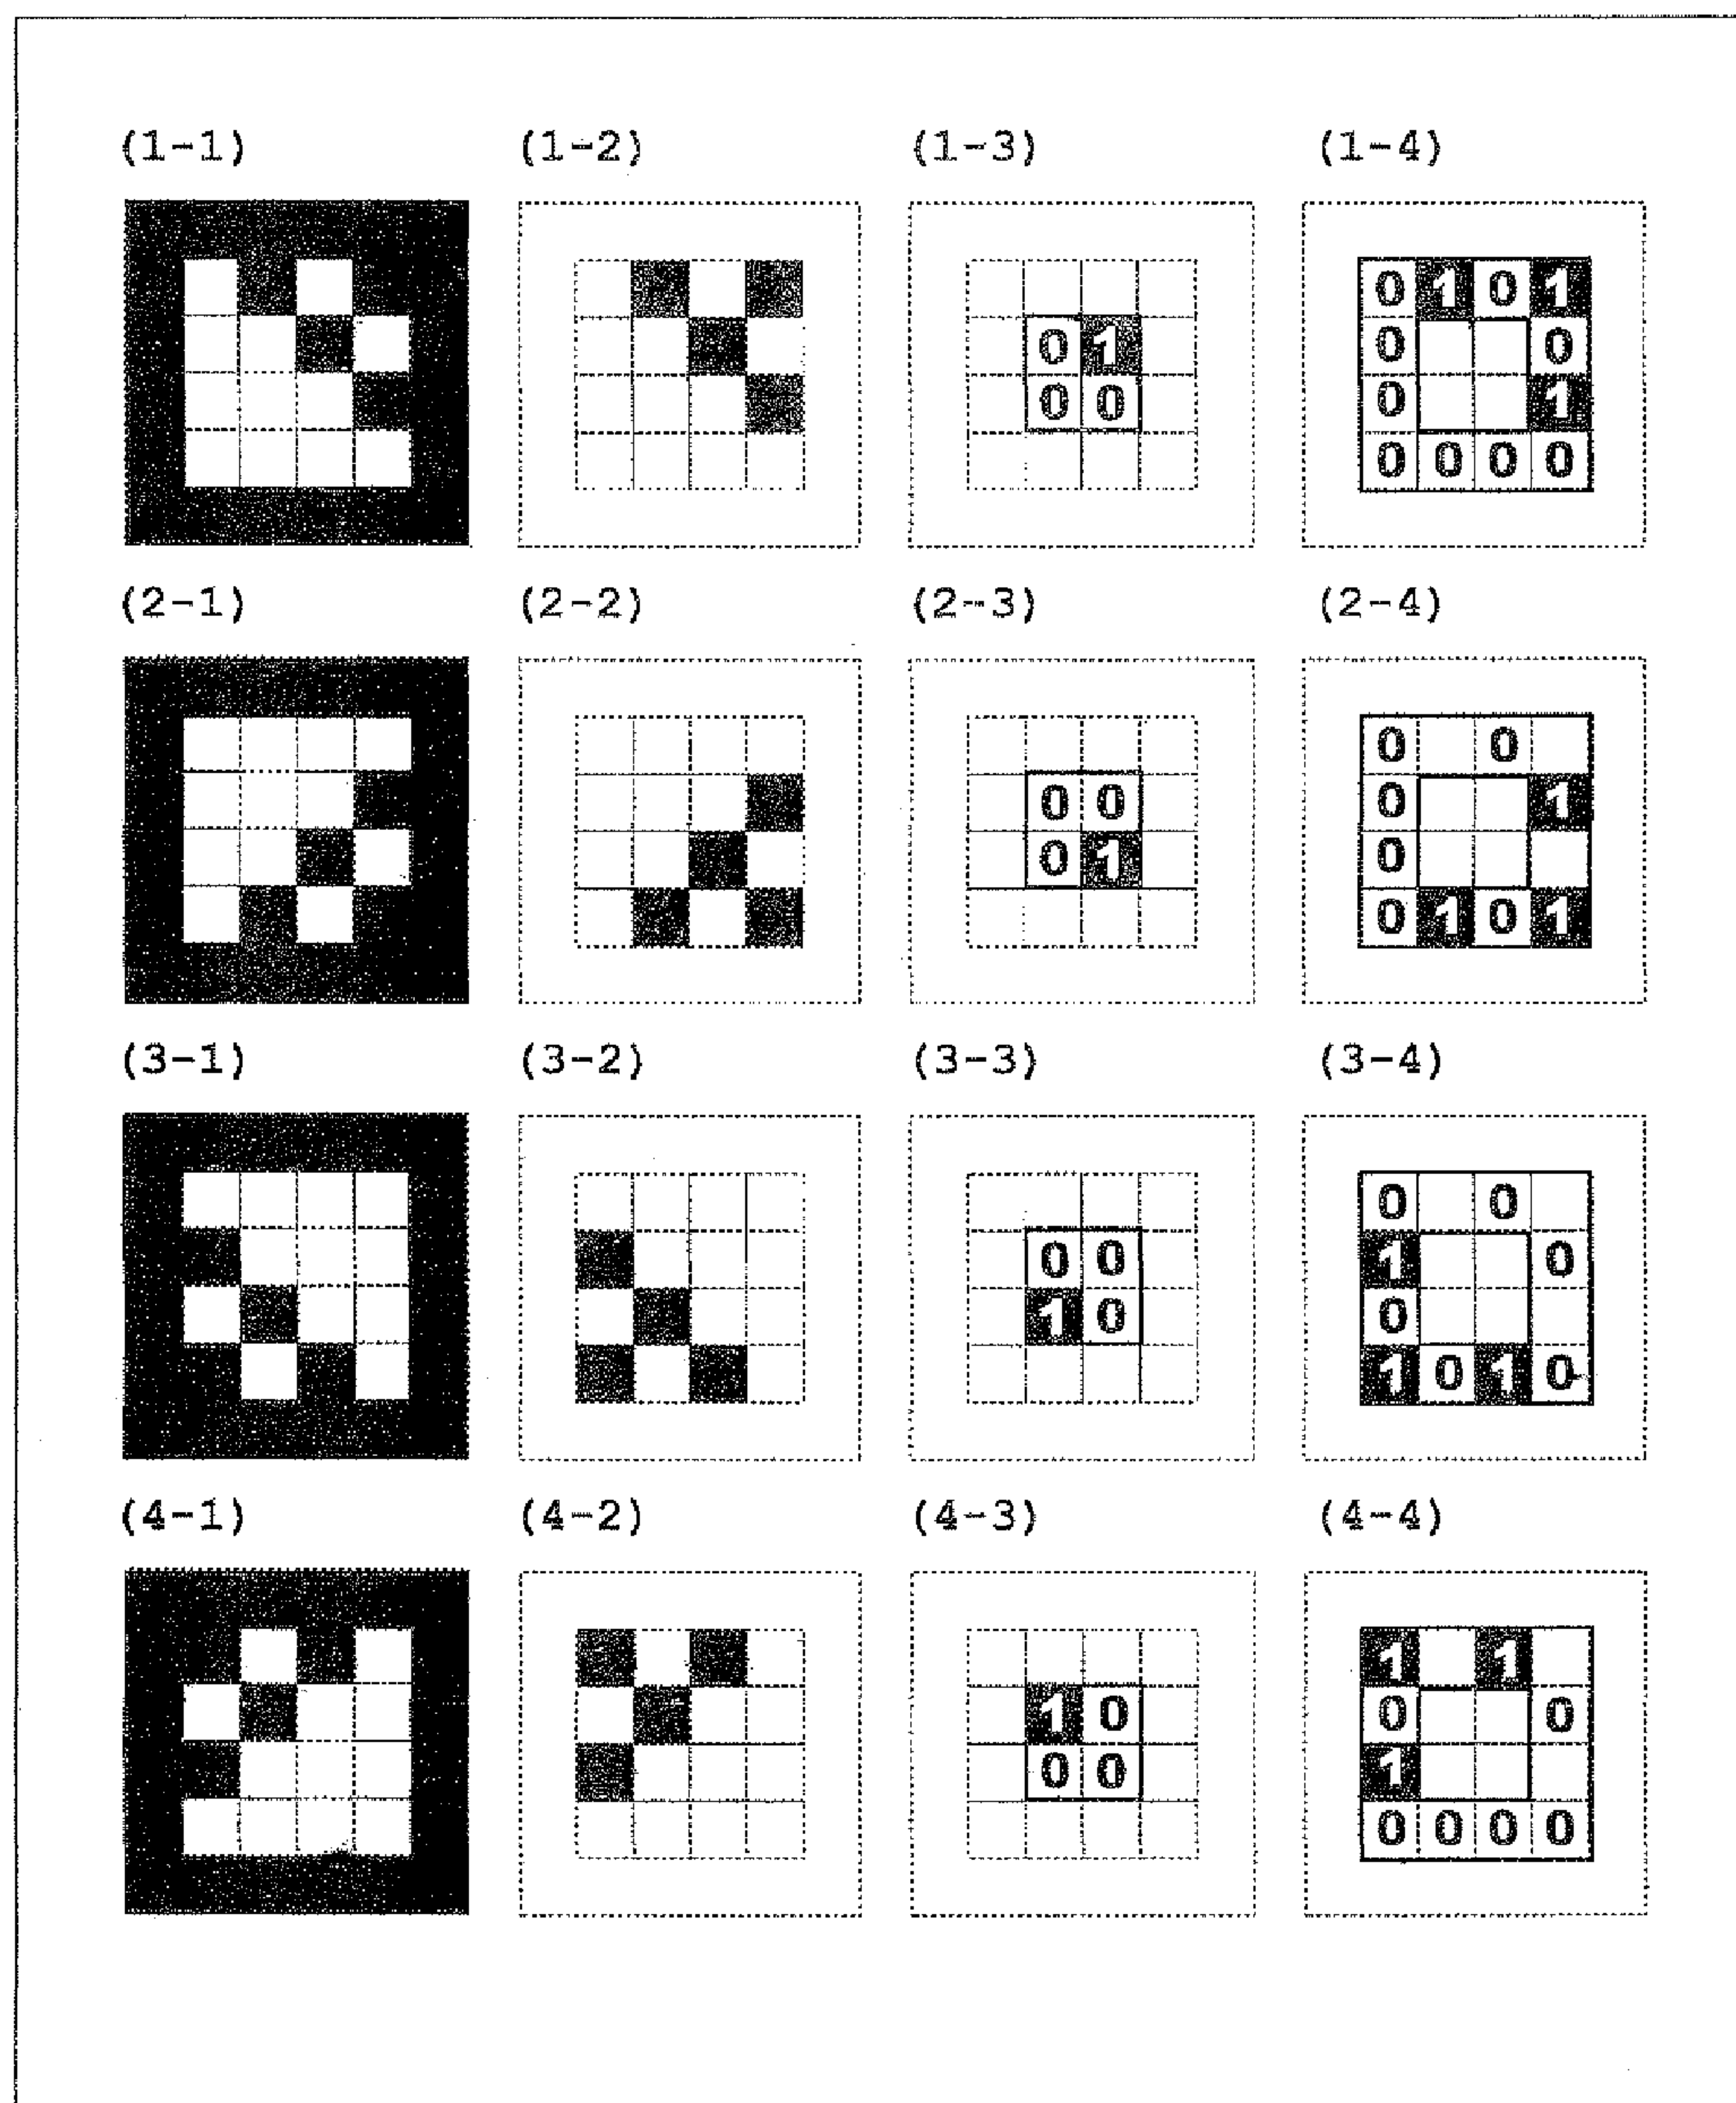 (1-1) (1-2) (1-3) (1-4)
0 1 0 1
0 1 0 0
0 0 0 1
0 0 0 0
(2-1) (2-2) (2-3) (2-4)
0 0
0 0 0 1
0 1 0
0 1 0 1
(3-1) (3-2) (3-3) (3-4)
0 0
0 0 1 0
1 0 0
1 0 1 0
(4-1) (4-2) (4-3) (4-4)
1 1
1 0 0 0
0 0 1
0 0 0 0